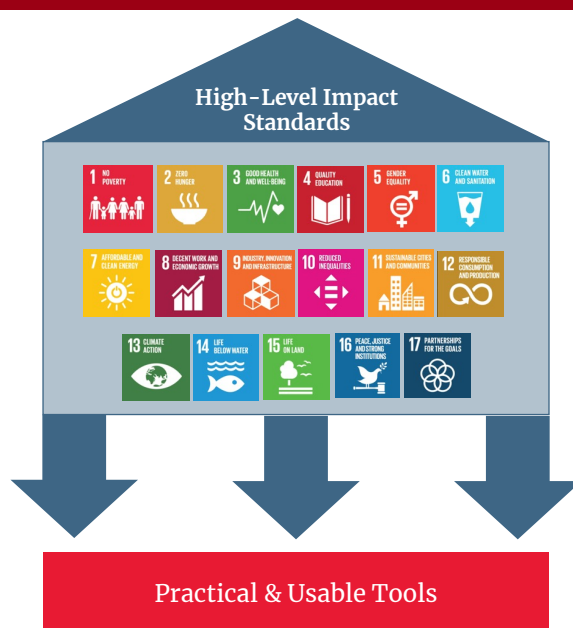 High-Level Impact
Standards
1 NO
POVERTY
2 ZERO
HUNGER
3 GOOD HEALTH
AND WELL-BEING
4 QUALITY
EDUCATION
5 GENDER
EQUALITY
6 CLEAN WATER
AND SANITATION
7 AFFORDABLE AND
CLEAN ENERGY
8 DECENT WORK AND
ECONOMIC GROWTH
9 INDUSTRY, INNOVATION
AND INFRASTRUCTURE
10 REDUCED
INEQUALITIES
11 SUSTAINABLE CITIES
AND COMMUNITIES
12 RESPONSIBLE
CONSUMPTION
AND PRODUCTION
13 CLIMATE
ACTION
14 LIFE
BELOW WATER
15 LIFE
ON LAND
16 PEACE, JUSTICE
AND STRONG
INSTITUTIONS
17 PARTNERSHIPS
FOR THE GOALS
Practical & Usable Tools